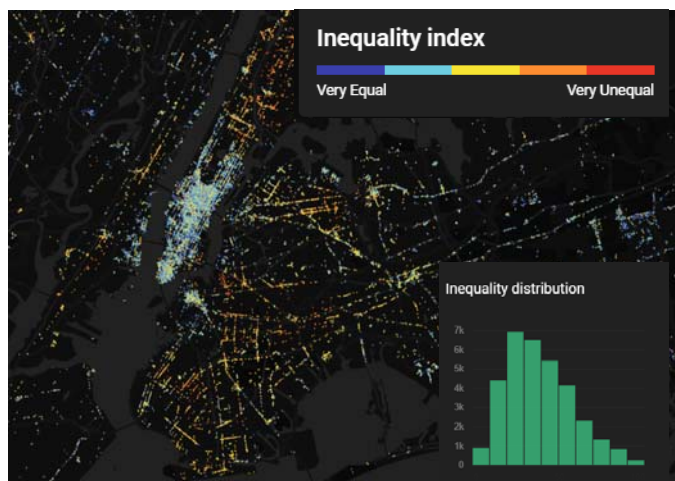 Inequality index
Very Equal Very Unequal
Inequality distribution
7k
6k
5k
4k
3k
2k
1k
0